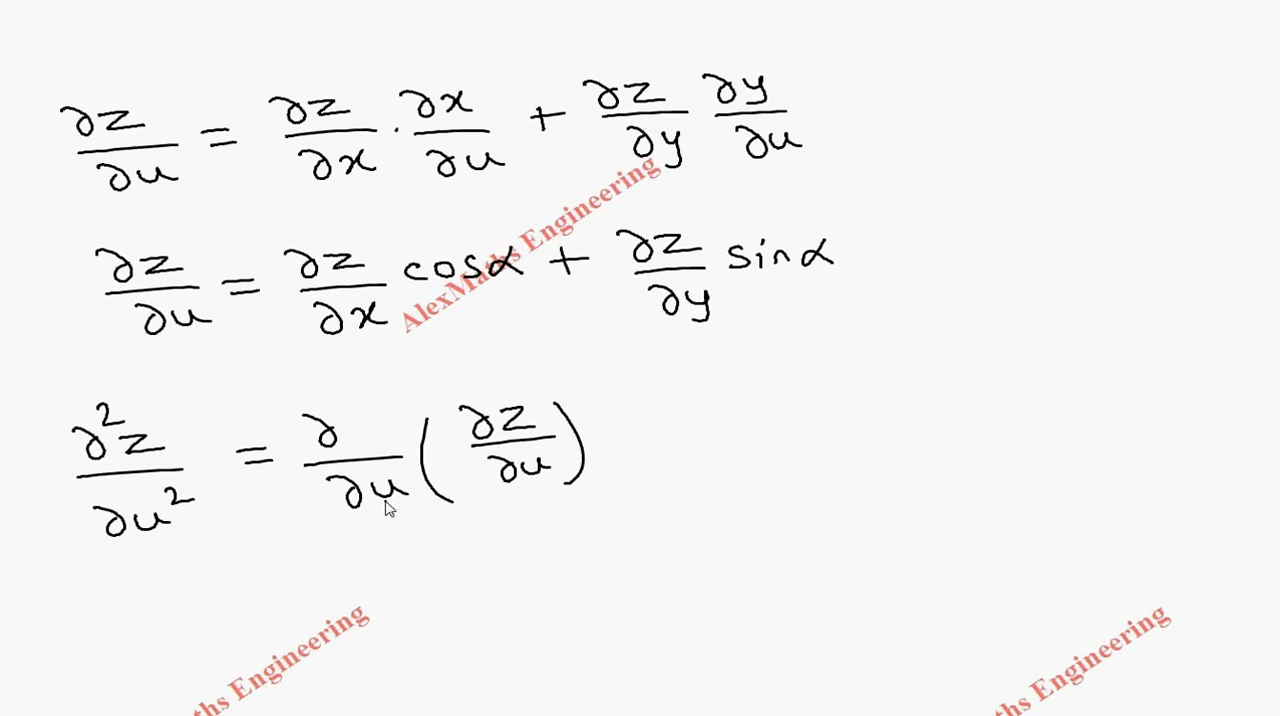 ∂z/∂u = ∂z/∂x · ∂x/∂u + ∂z/∂y ∂y/∂u
∂z/∂u = ∂z/∂x cosα + ∂z/∂y sinα
AlexMaths Engineering
∂²z/∂u² = ∂/∂u (∂z/∂u)
ths Engineering
ths Engineering